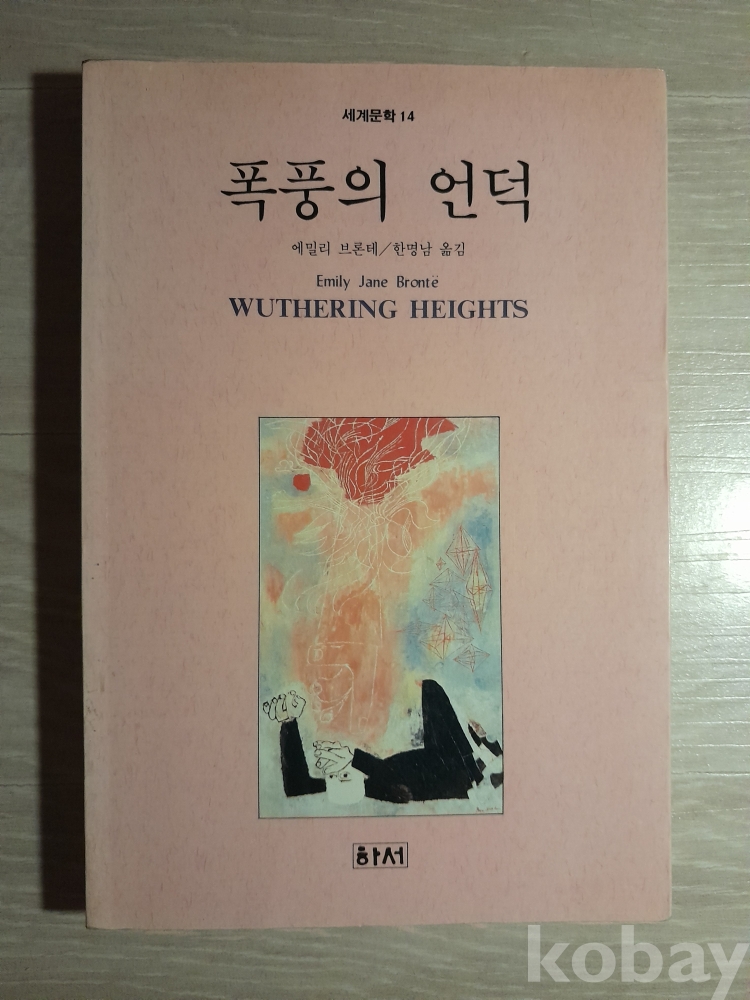 세계문학 14
폭풍의 언덕
에밀리 브론테/한명남 옮김
Emily Jane Brontë
WUTHERING HEIGHTS
하서
kobay